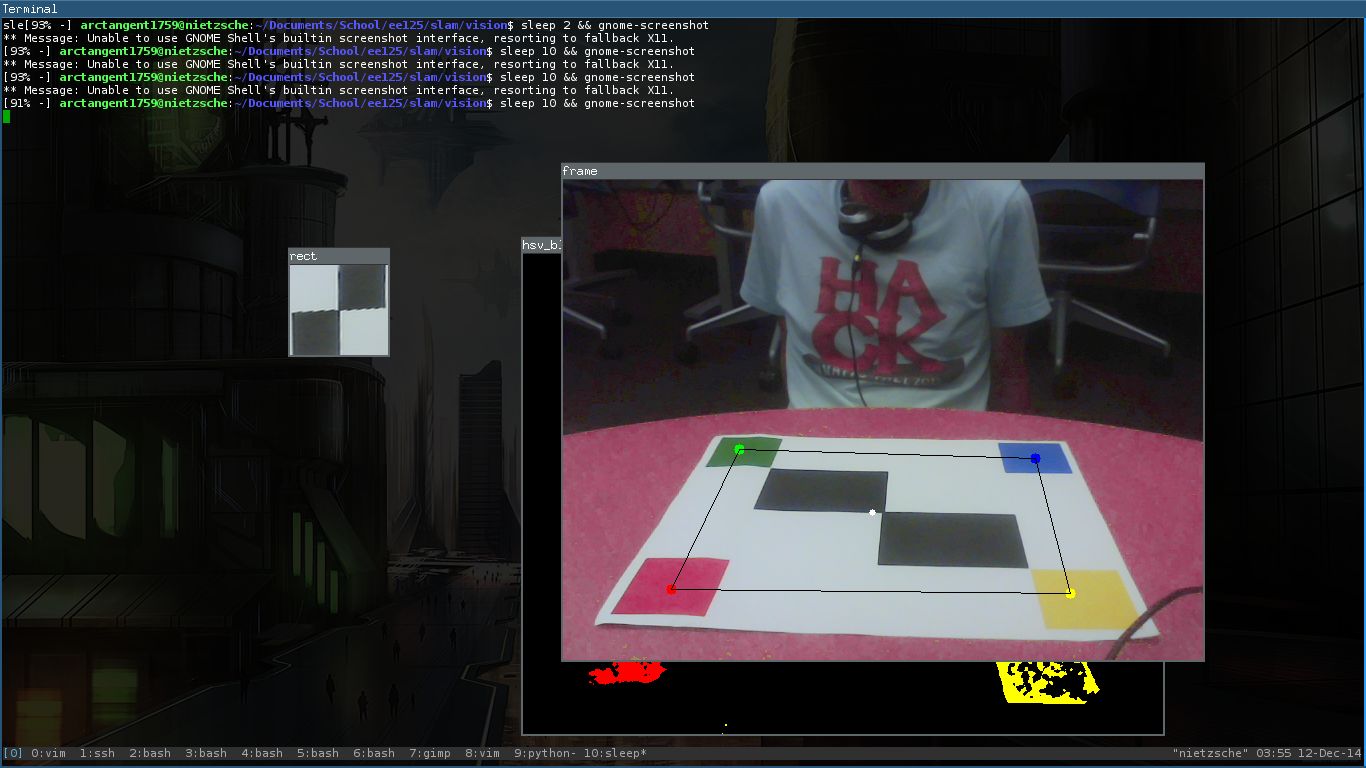 Terminal
sle[93% -] arctangent1759@nietzsche:~/Documents/School/ee125/slam/vision$ sleep 2 && gnome-screenshot
** Message: Unable to use GNOME Shell's builtin screenshot interface, resorting to fallback X11.
[93% -] arctangent1759@nietzsche:~/Documents/School/ee125/slam/vision$ sleep 10 && gnome-screenshot
** Message: Unable to use GNOME Shell's builtin screenshot interface, resorting to fallback X11.
[93% -] arctangent1759@nietzsche:~/Documents/School/ee125/slam/vision$ sleep 10 && gnome-screenshot
** Message: Unable to use GNOME Shell's builtin screenshot interface, resorting to fallback X11.
[91% -] arctangent1759@nietzsche:~/Documents/School/ee125/slam/vision$ sleep 10 && gnome-screenshot
frame
hsv_b
rect
HA
CK
[0] 0:vim 1:ssh 2:bash 3:bash 4:bash 5:bash 6:bash 7:gimp 8:vim 9:python- 10:sleep* "nietzsche" 03:55 12-Dec-14